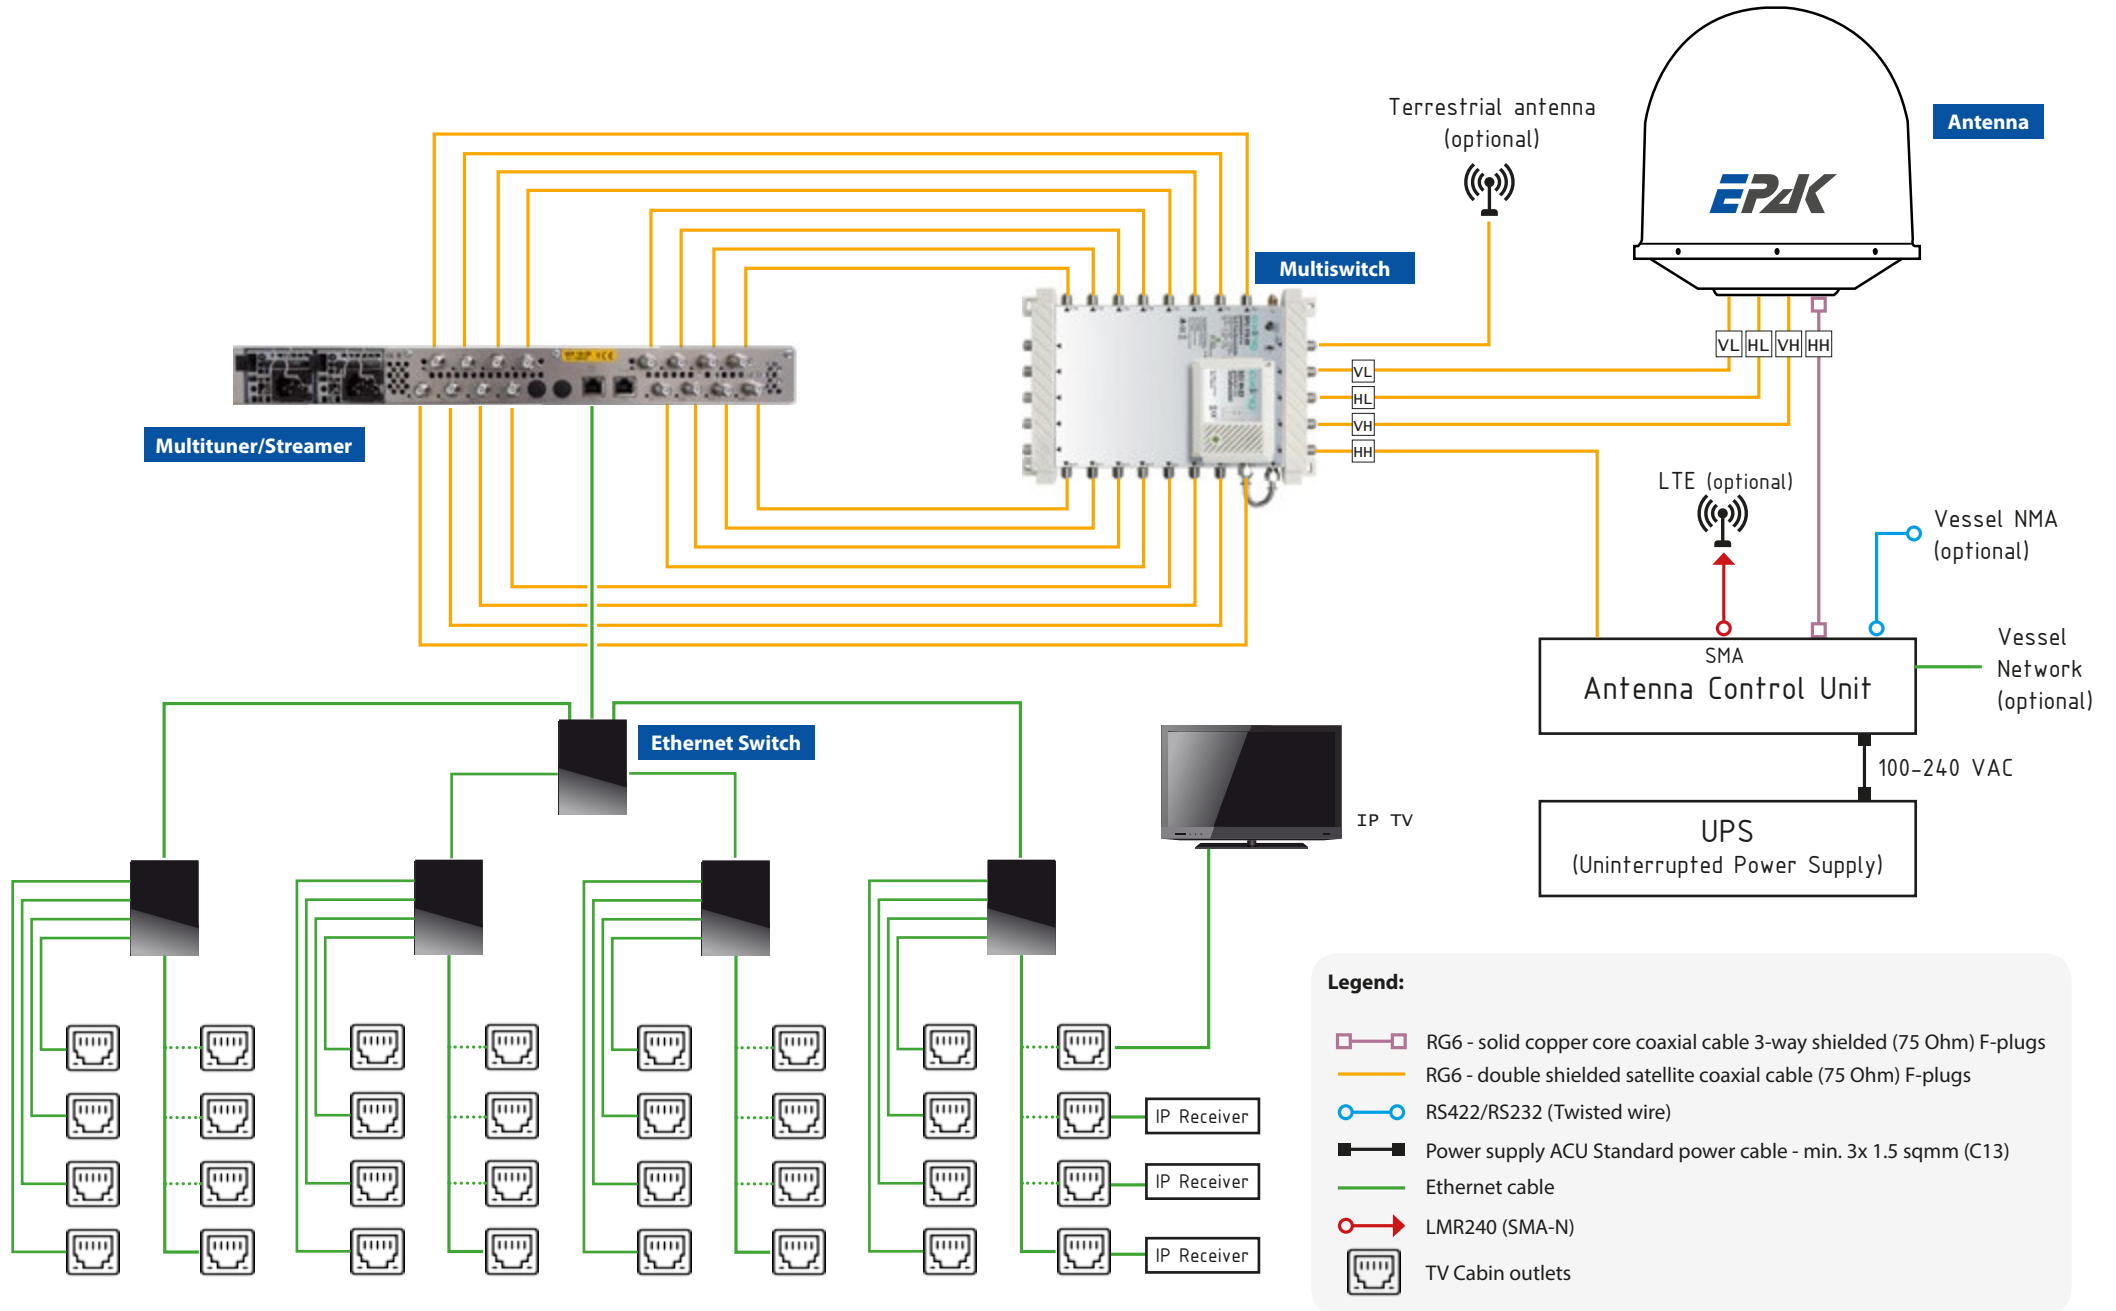 Terrestrial antenna
(optional)
Antenna
EPAK
Multiswitch
VL
HL
VH
HH
VL
HL
VH
HH
Multituner/Streamer
LTE (optional)
Vessel NMA
(optional)
SMA
Antenna Control Unit
Vessel
Network
(optional)
Ethernet Switch
100-240 VAC
IP TV
UPS
(Uninterrupted Power Supply)
Legend:
RG6 - solid copper core coaxial cable 3-way shielded (75 Ohm) F-plugs
RG6 - double shielded satellite coaxial cable (75 Ohm) F-plugs
RS422/RS232 (Twisted wire)
Power supply ACU Standard power cable - min. 3x 1.5 sqmm (C13)
Ethernet cable
LMR240 (SMA-N)
TV Cabin outlets
IP Receiver
IP Receiver
IP Receiver